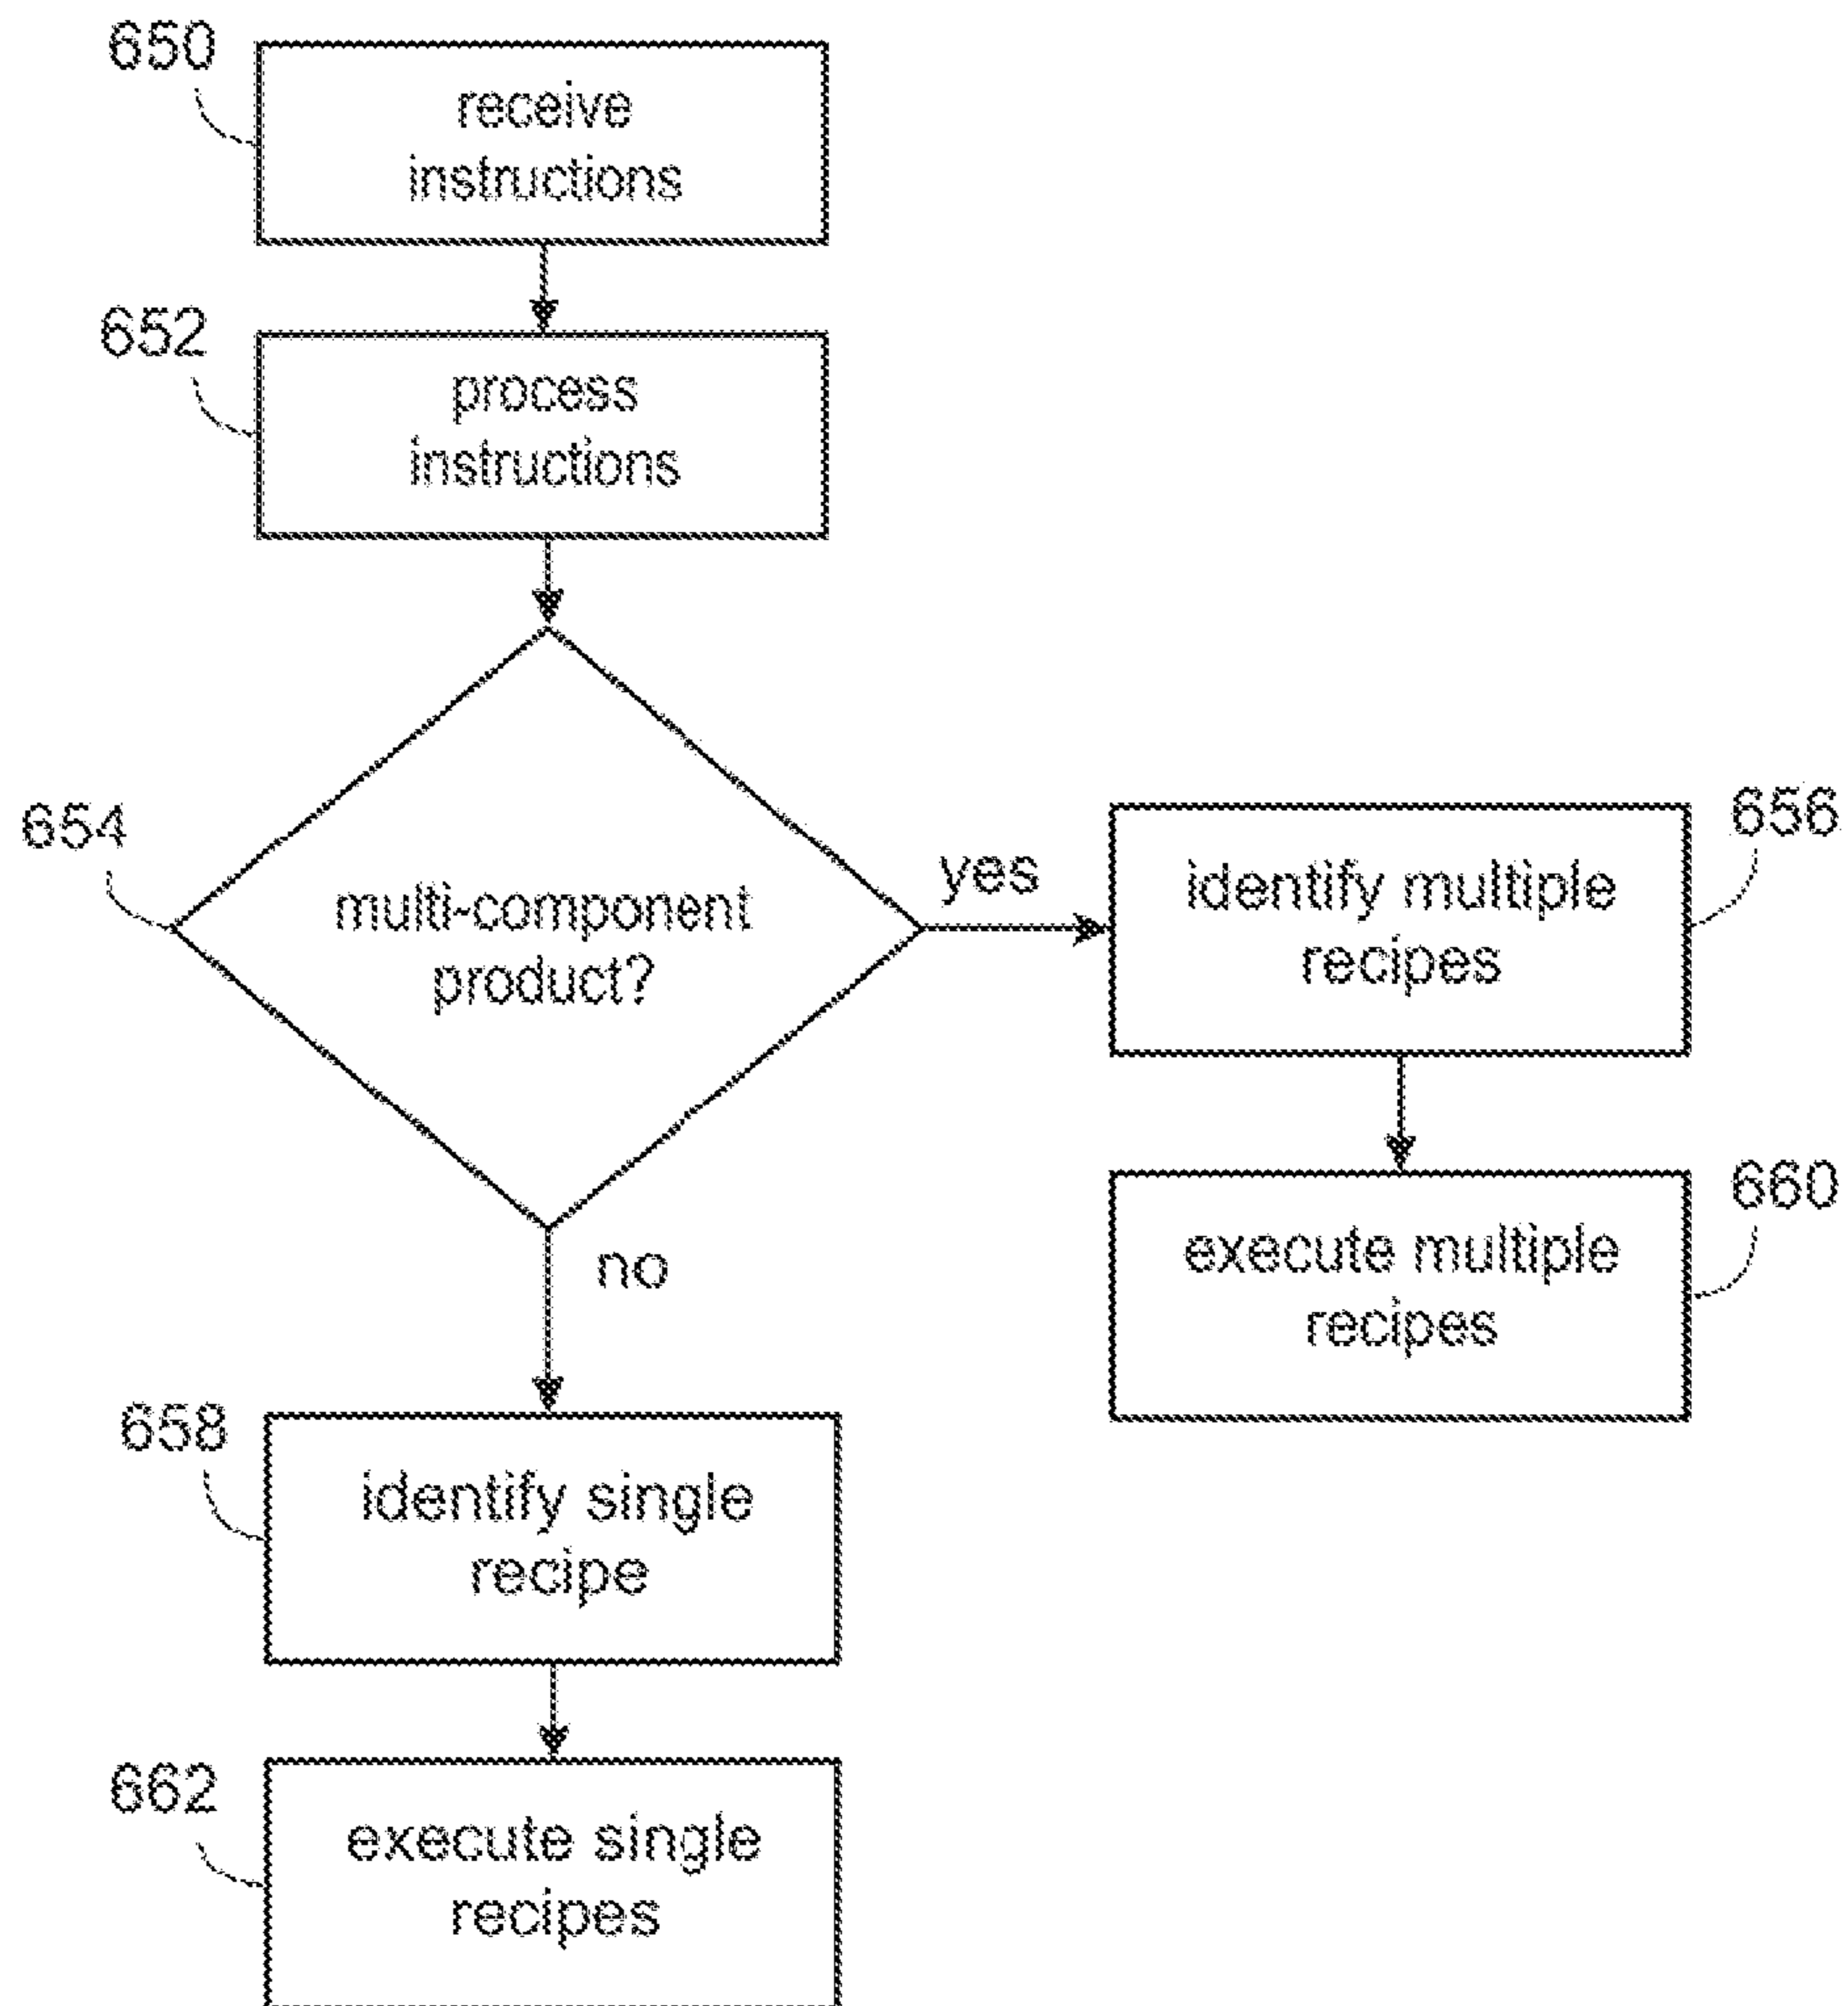 650
receive
instructions
652
process
instructions
654
multi-component
product?
yes
656
identify multiple
recipes
660
execute multiple
recipes
no
658
identify single
recipe
662
execute single
recipes